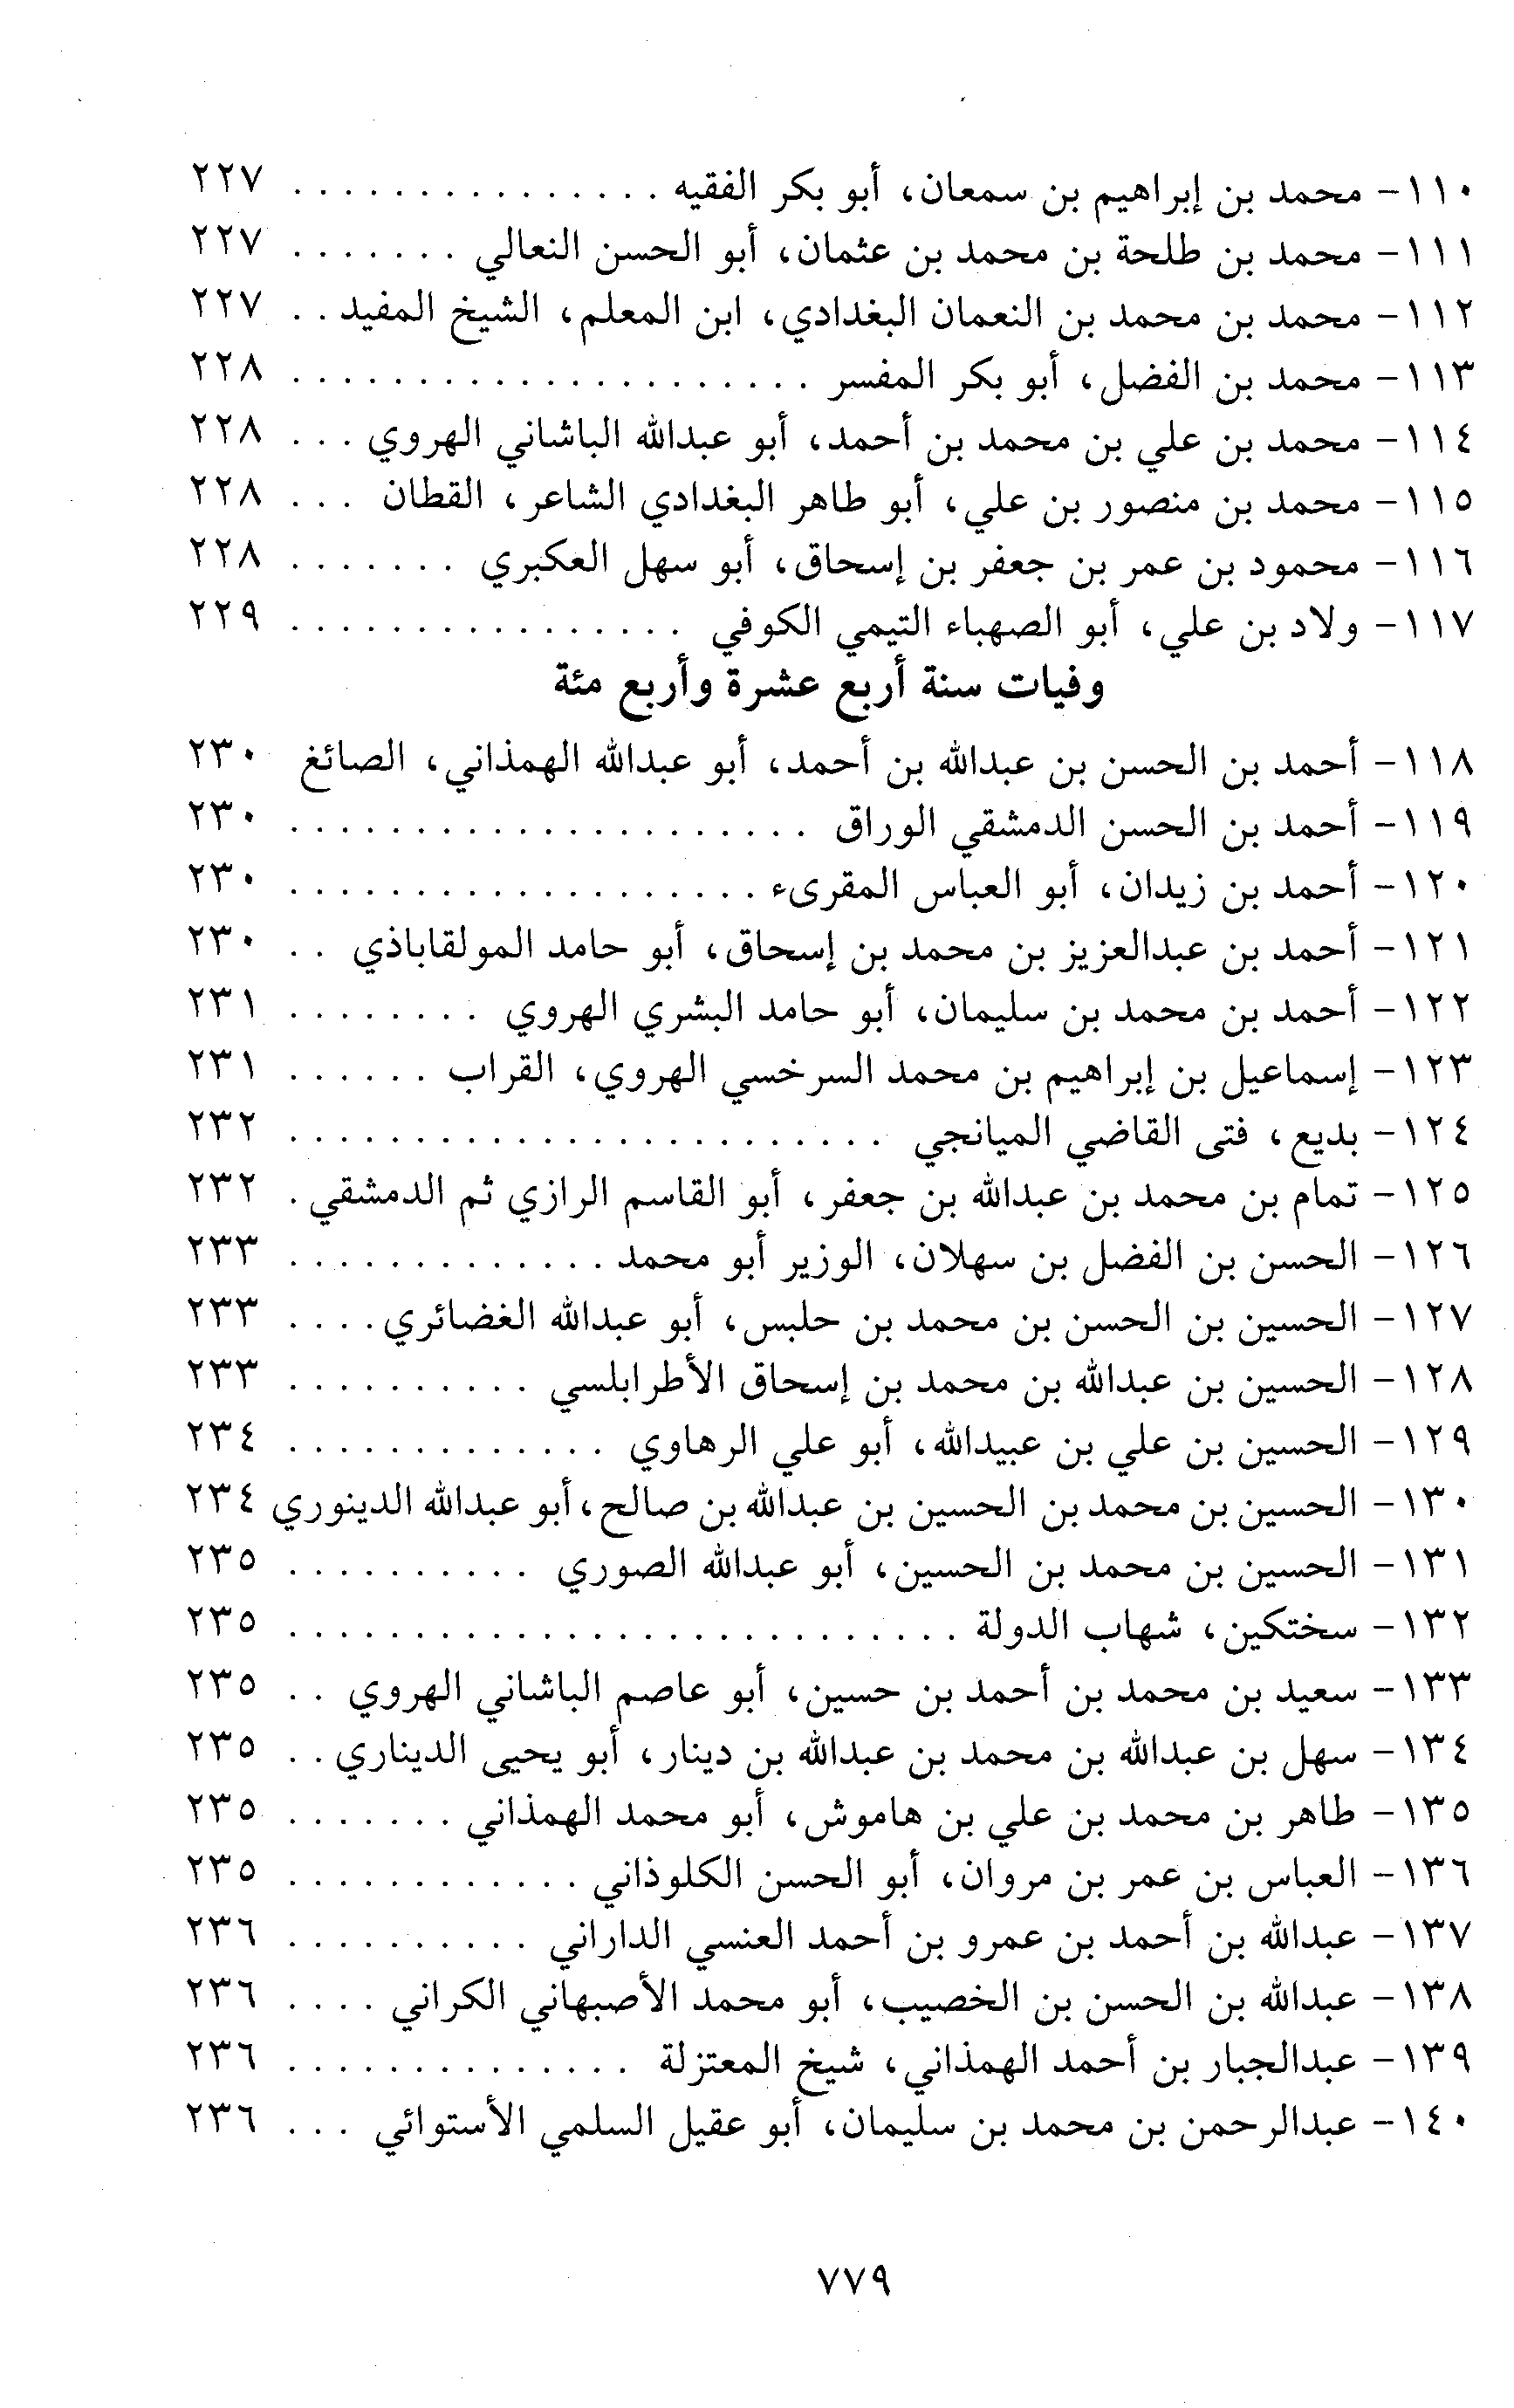 ١١٠- محمد بن إبراهيم بن سمعان، أبو بكر الفقيه . . . . . . . . . . . . . . . ٢٢٧
١١١- محمد بن طلحة بن محمد بن عثمان، أبو الحسن النعالي . . . . . . . ٢٢٧
١١٢- محمد بن محمد بن النعمان البغدادي، ابن المعلم، الشيخ المفيد . . ٢٢٧
١١٣- محمد بن الفضل، أبو بكر المفسر . . . . . . . . . . . . . . . . . . . . . ٢٢٨
١١٤- محمد بن علي بن محمد بن أحمد، أبو عبدالله الباشاني الهروي . . . ٢٢٨
١١٥- محمد بن منصور بن علي، أبو طاهر البغدادي الشاعر، القطان . . . ٢٢٨
١١٦- محمود بن عمر بن جعفر بن إسحاق، أبو سهل العكبري . . . . . . . ٢٢٨
١١٧- ولاد بن علي، أبو الصهباء التيمي الكوفي . . . . . . . . . . . . . . . . ٢٢٩
وفيات سنة أربع عشرة وأربع مئة
١١٨- أحمد بن الحسن بن عبدالله بن أحمد، أبو عبدالله الهمذاني، الصائغ ٢٣٠
١١٩- أحمد بن الحسن الدمشقي الوراق . . . . . . . . . . . . . . . . . . . . . ٢٣٠
١٢٠- أحمد بن زيدان، أبو العباس المقرىء . . . . . . . . . . . . . . . . . . . ٢٣٠
١٢١- أحمد بن عبدالعزيز بن محمد بن إسحاق، أبو حامد المولقاباذي . . ٢٣٠
١٢٢- أحمد بن محمد بن سليمان، أبو حامد البشري الهروي . . . . . . . . ٢٣١
١٢٣- إسماعيل بن إبراهيم بن محمد السرخسي الهروي، القراب . . . . . . ٢٣١
١٢٤- بديع، فتى القاضي الميانجي . . . . . . . . . . . . . . . . . . . . . . . . ٢٣٢
١٢٥- تمام بن محمد بن عبدالله بن جعفر، أبو القاسم الرازي ثم الدمشقي . ٢٣٢
١٢٦- الحسن بن الفضل بن سهلان، الوزير أبو محمد . . . . . . . . . . . . . ٢٣٣
١٢٧- الحسين بن الحسن بن محمد بن حلبس، أبو عبدالله الغضائري . . . . ٢٣٣
١٢٨- الحسين بن عبدالله بن محمد بن إسحاق الأطرابلسي . . . . . . . . . . ٢٣٣
١٢٩- الحسين بن علي بن عبيدالله، أبو علي الرهاوي . . . . . . . . . . . . . ٢٣٤
١٣٠- الحسين بن محمد بن الحسين بن عبدالله بن صالح، أبو عبدالله الدينوري ٢٣٤
١٣١- الحسين بن محمد بن الحسين، أبو عبدالله الصوري . . . . . . . . . . ٢٣٥
١٣٢- سختكين، شهاب الدولة . . . . . . . . . . . . . . . . . . . . . . . . . . . ٢٣٥
١٣٣- سعيد بن محمد بن أحمد بن حسين، أبو عاصم الباشاني الهروي . . ٢٣٥
١٣٤- سهل بن عبدالله بن محمد بن عبدالله بن دينار، أبو يحيى الديناري . . ٢٣٥
١٣٥- طاهر بن محمد بن علي بن هاموش، أبو محمد الهمذاني . . . . . . . ٢٣٥
١٣٦- العباس بن عمر بن مروان، أبو الحسن الكلوذاني . . . . . . . . . . . . ٢٣٥
١٣٧- عبدالله بن أحمد بن عمرو بن أحمد العنسي الداراني . . . . . . . . . . ٢٣٦
١٣٨- عبدالله بن الحسن بن الخصيب، أبو محمد الأصبهاني الكراني . . . . ٢٣٦
١٣٩- عبدالجبار بن أحمد الهمذاني، شيخ المعتزلة . . . . . . . . . . . . . . ٢٣٦
١٤٠- عبدالرحمن بن محمد بن سليمان، أبو عقيل السلمي الأستوائي . . . ٢٣٦
٧٧٩